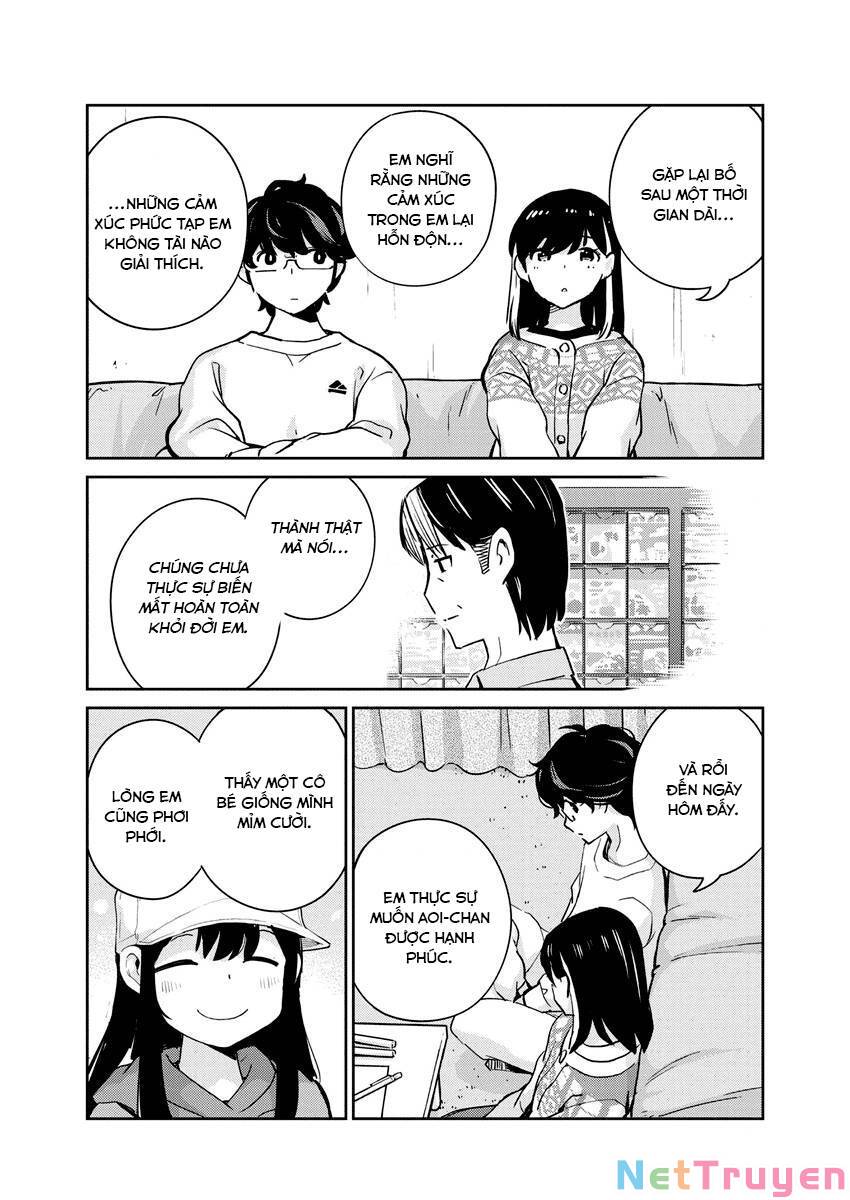 GẶP LẠI BỐ
SAU MỘT THỜI
GIAN DÀI...
EM NGHĨ
RẰNG NHỮNG
CẢM XÚC
TRONG EM LẠI
HỖN ĐỘN...
...NHỮNG CẢM
XÚC PHỨC TẠP EM
KHÔNG TÀI NÀO
GIẢI THÍCH.
THÀNH THẬT
MÀ NÓI...
CHÚNG CHƯA
THỰC SỰ BIẾN
MẤT HOÀN TOÀN
KHỎI ĐỜI EM.
VÀ RỒI
ĐẾN NGÀY
HÔM ĐẤY.
EM THỰC SỰ
MUỐN AOI-CHAN
ĐƯỢC HẠNH
PHÚC.
THẤY MỘT CÔ
BÉ GIỐNG MÌNH
MỈM CƯỜI.
LÒNG EM
CŨNG PHƠI
PHỚI.
NetTruyen